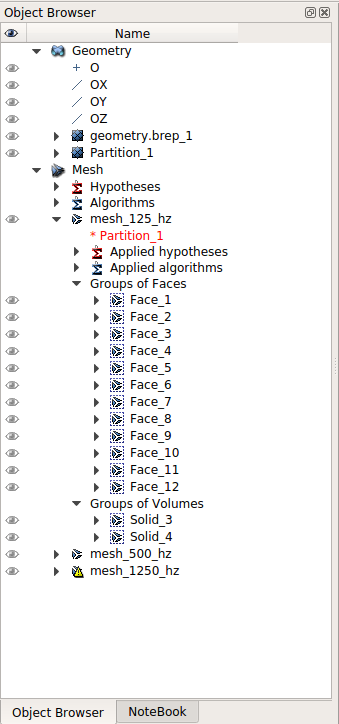 Object Browser
Name
Geometry
O
OX
OY
OZ
geometry.brep_1
Partition_1
Mesh
Hypotheses
Algorithms
mesh_125_hz
* Partition_1
Applied hypotheses
Applied algorithms
Groups of Faces
Face_1
Face_2
Face_3
Face_4
Face_5
Face_6
Face_7
Face_8
Face_9
Face_10
Face_11
Face_12
Groups of Volumes
Solid_3
Solid_4
mesh_500_hz
mesh_1250_hz
Object Browser NoteBook